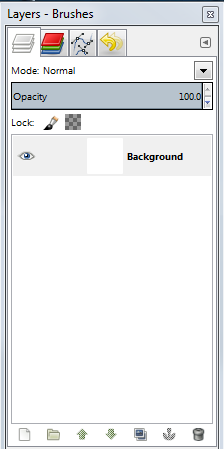 Layers - Brushes
Mode: Normal
Opacity 100.0
Lock:
Background